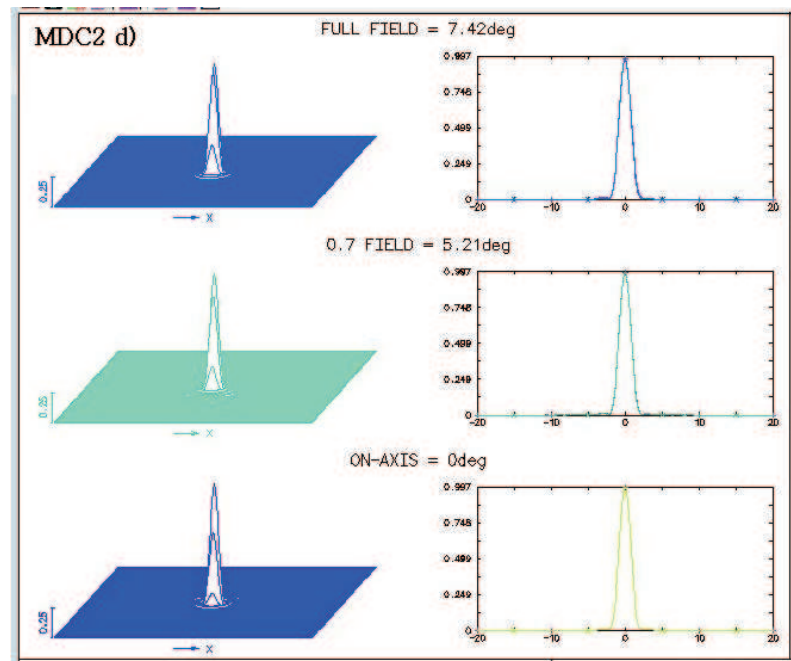 MDC2 d)
FULL FIELD = 7.42deg
0.997
0.748
0.499
0.249
0
-20 -10 0 10 20
0.25
X
0.7 FIELD = 5.21deg
0.997
0.748
0.499
0.249
0
-20 -10 0 10 20
0.25
X
ON-AXIS = 0deg
0.997
0.748
0.499
0.249
0
-20 -10 0 10 20
0.25
X